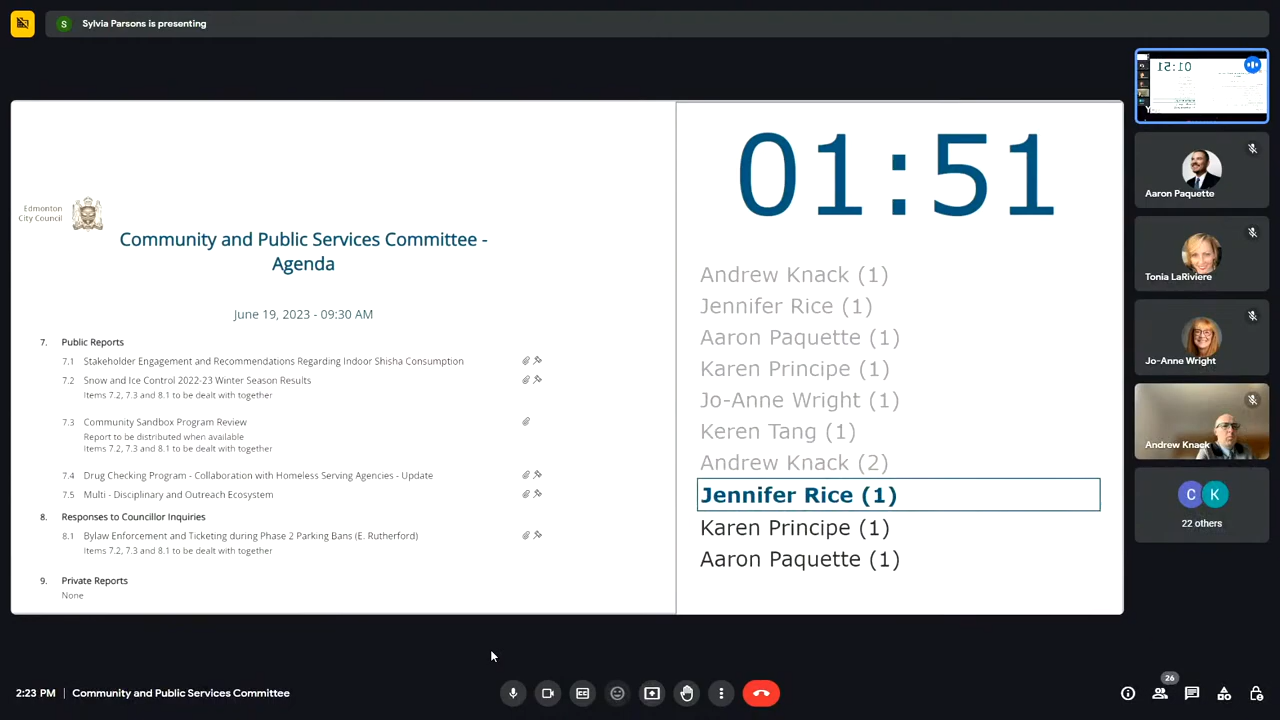 S Sylvia Parsons is presenting
Edmonton
City Council
Community and Public Services Committee -
Agenda
June 19, 2023 - 09:30 AM
7. Public Reports
7.1 Stakeholder Engagement and Recommendations Regarding Indoor Shisha Consumption
7.2 Snow and Ice Control 2022-23 Winter Season Results
Items 7.2, 7.3 and 8.1 to be dealt with together
7.3 Community Sandbox Program Review
Report to be distributed when available
Items 7.2, 7.3 and 8.1 to be dealt with together
7.4 Drug Checking Program - Collaboration with Homeless Serving Agencies - Update
7.5 Multi - Disciplinary and Outreach Ecosystem
8. Responses to Councillor Inquiries
8.1 Bylaw Enforcement and Ticketing during Phase 2 Parking Bans (E. Rutherford)
Items 7.2, 7.3 and 8.1 to be dealt with together
9. Private Reports
None
01:51
Andrew Knack (1)
Jennifer Rice (1)
Aaron Paquette (1)
Karen Principe (1)
Jo-Anne Wright (1)
Keren Tang (1)
Andrew Knack (2)
Jennifer Rice (1)
Karen Principe (1)
Aaron Paquette (1)
01:51
Aaron Paquette
Tonia LaRiviere
Jo-Anne Wright
Andrew Knack
C K
22 others
2:23 PM | Community and Public Services Committee
26